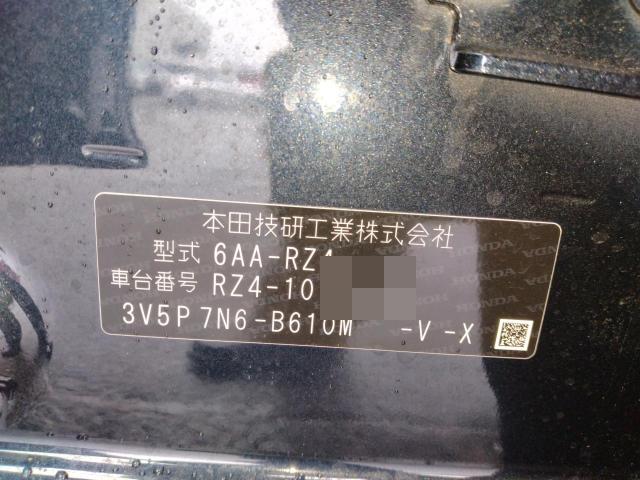 本田技研工業株式会社
型式 6AA-RZ4
車台番号 RZ4-10
3V5P 7N6-B610M -V -X